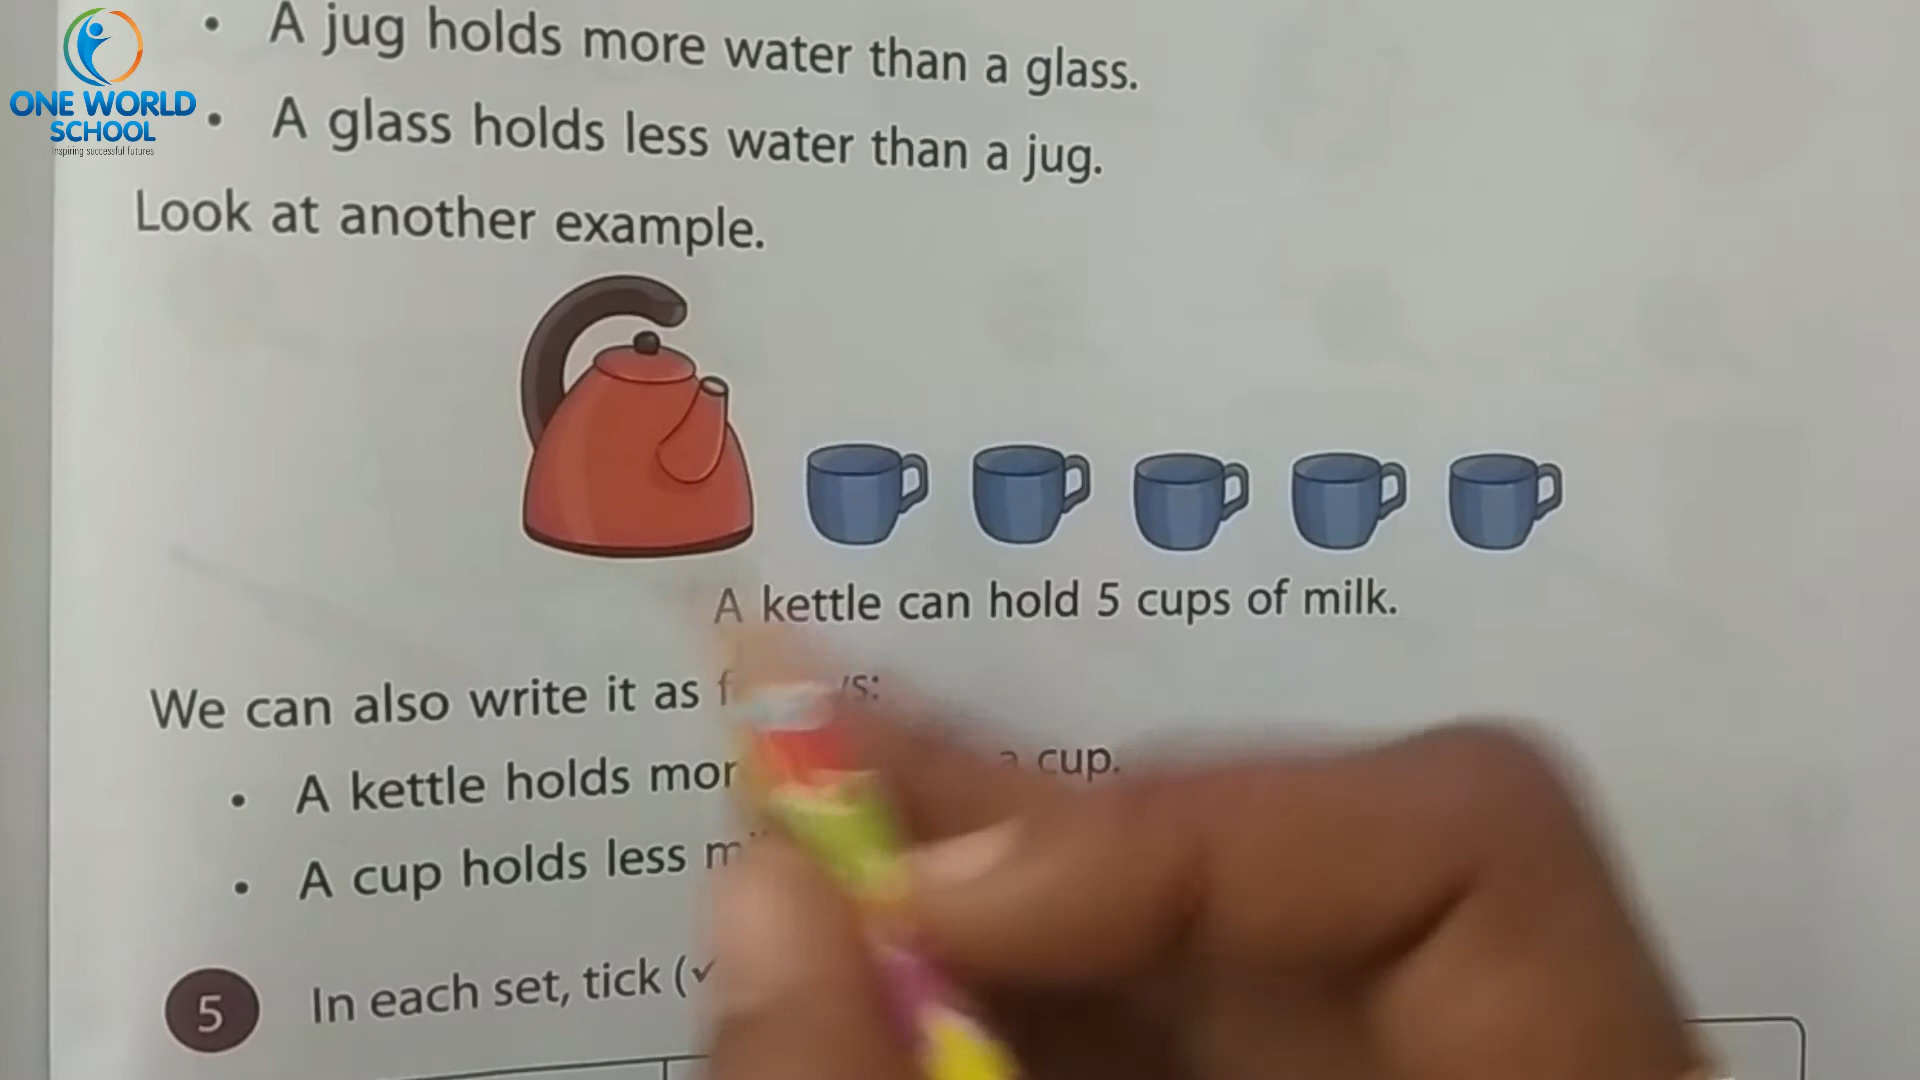 ONE WORLD
SCHOOL
Inspiring successful futures
• A jug holds more water than a glass.
• A glass holds less water than a jug.
Look at another example.
A kettle can hold 5 cups of milk.
We can also write it as
• A kettle holds a cup.
• A cup holds less
5 In each set, tick (✓